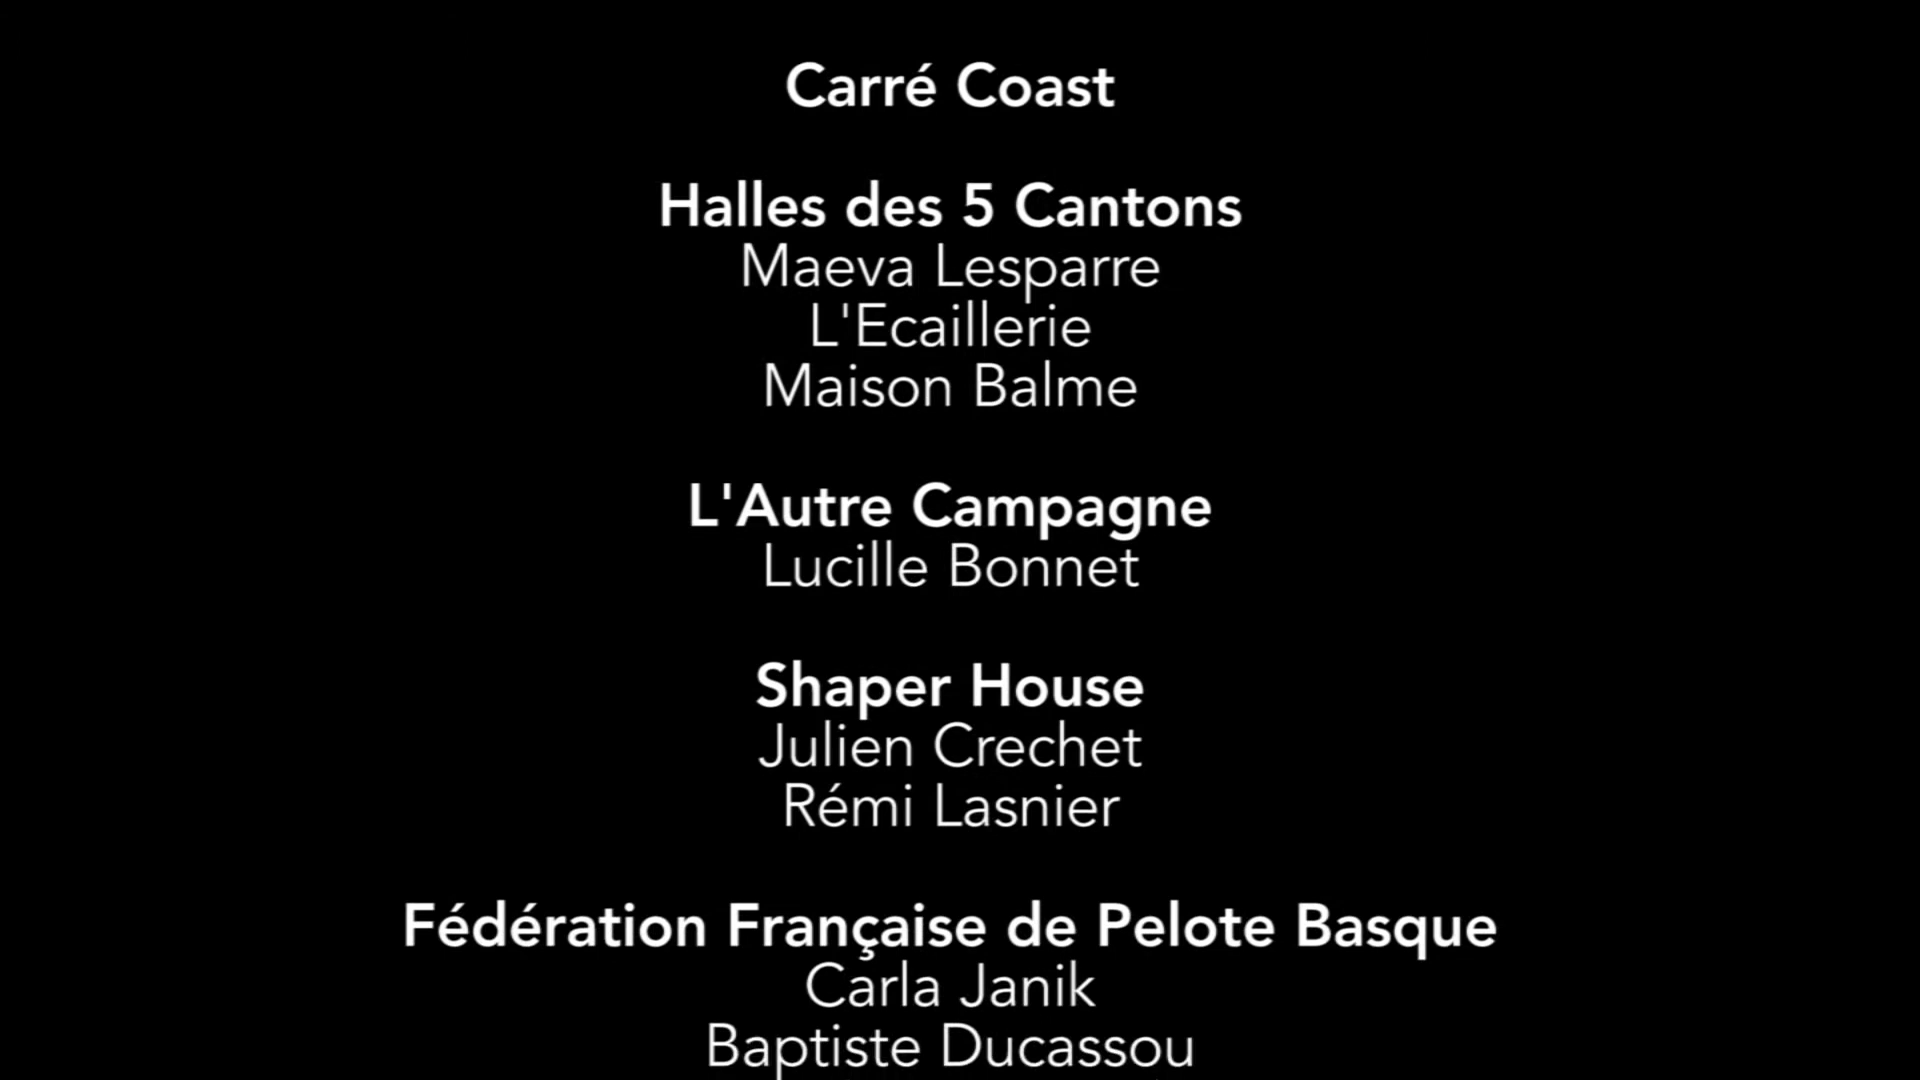 Carré Coast
Halles des 5 Cantons
Maeva Lesparre
L'Ecaillerie
Maison Balme
L'Autre Campagne
Lucille Bonnet
Shaper House
Julien Crechet
Rémi Lasnier
Fédération Française de Pelote Basque
Carla Janik
Baptiste Ducassou